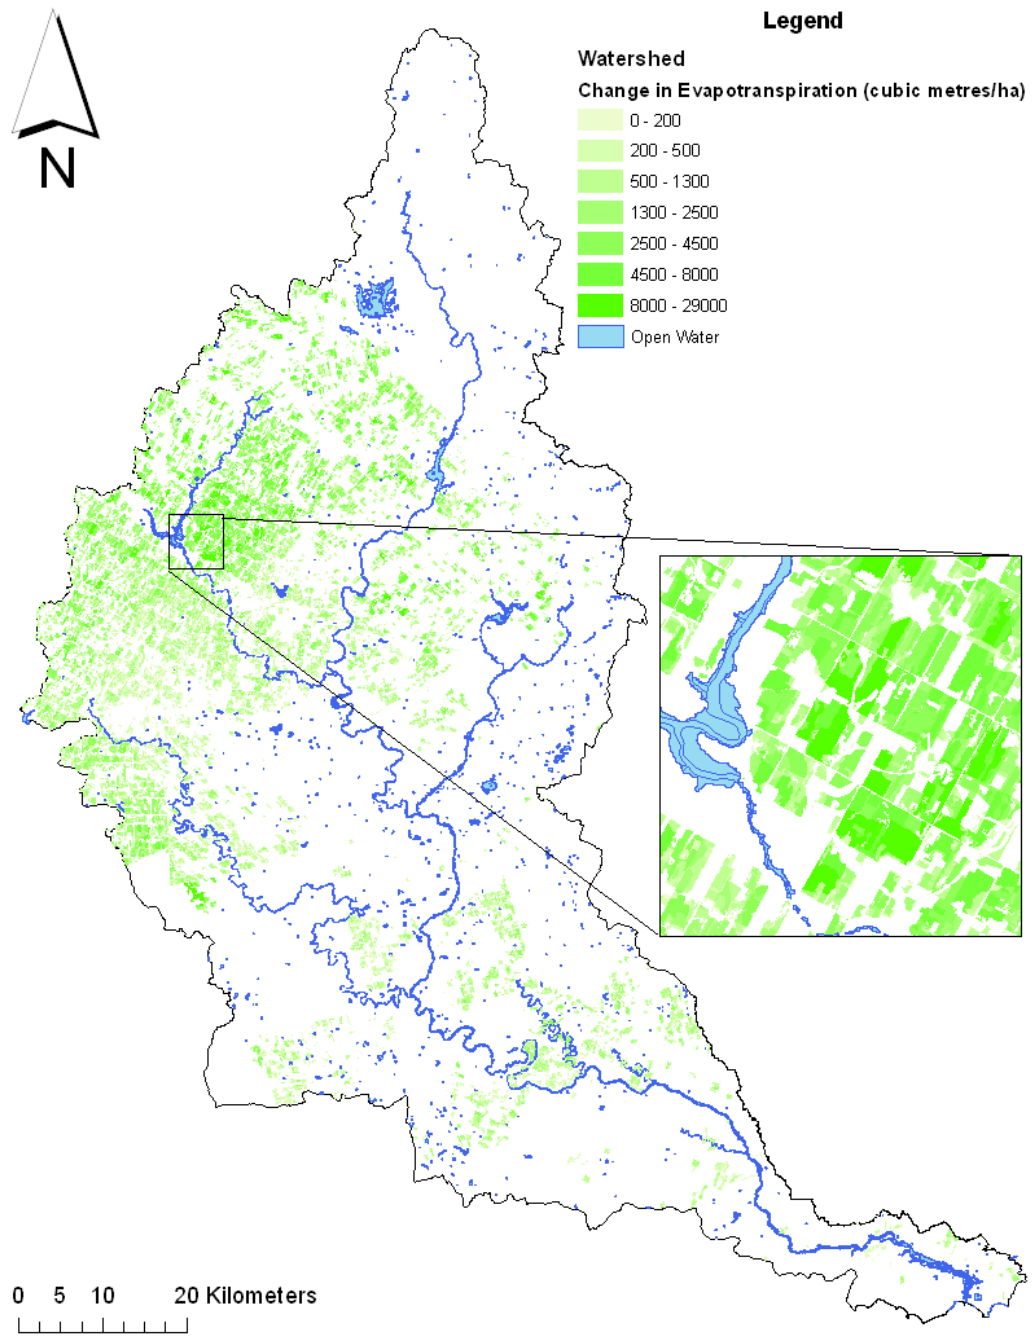 Legend
Watershed
Change in Evapotranspiration (cubic metres/ha)
0 - 200
200 - 500
500 - 1300
1300 - 2500
2500 - 4500
4500 - 8000
8000 - 29000
Open Water
N
0 5 10 20 Kilometers